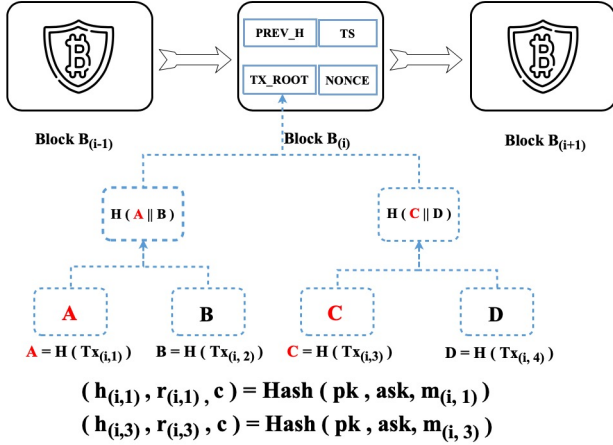 PREV_H TS
TX_ROOT NONCE
Block B(i-1) Block B(i) Block B(i+1)
H ( A || B ) H ( C || D )
A B C D
A = H ( Tx(i,1) ) B = H ( Tx(i, 2) ) C = H ( Tx(i,3) ) D = H ( Tx(i, 4) )
( h(i,1) , r(i,1) , c ) = Hash ( pk , ask, m(i, 1) )
( h(i,3) , r(i,3) , c ) = Hash ( pk , ask, m(i, 3) )